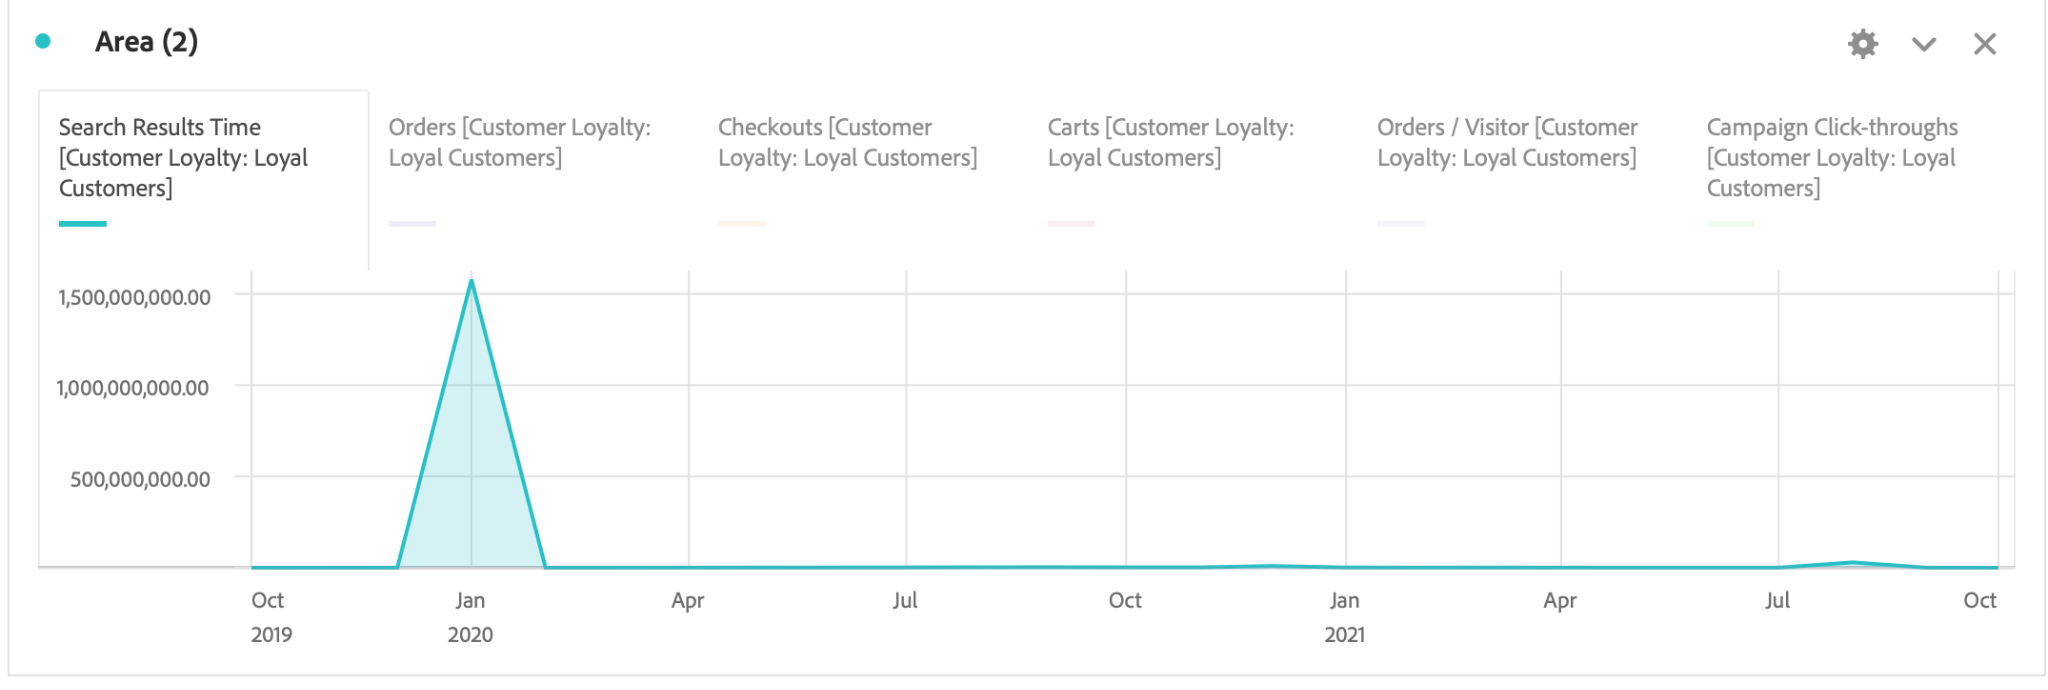 Area (2)
Search Results Time
[Customer Loyalty: Loyal
Customers]
Orders [Customer Loyalty:
Loyal Customers]
Checkouts [Customer
Loyalty: Loyal Customers]
Carts [Customer Loyalty:
Loyal Customers]
Orders / Visitor [Customer
Loyalty: Loyal Customers]
Campaign Click-throughs
[Customer Loyalty: Loyal
Customers]
1,500,000,000.00
1,000,000,000.00
500,000,000.00
Oct Jan Apr Jul Oct Jan Apr Jul Oct
2019 2020 2021